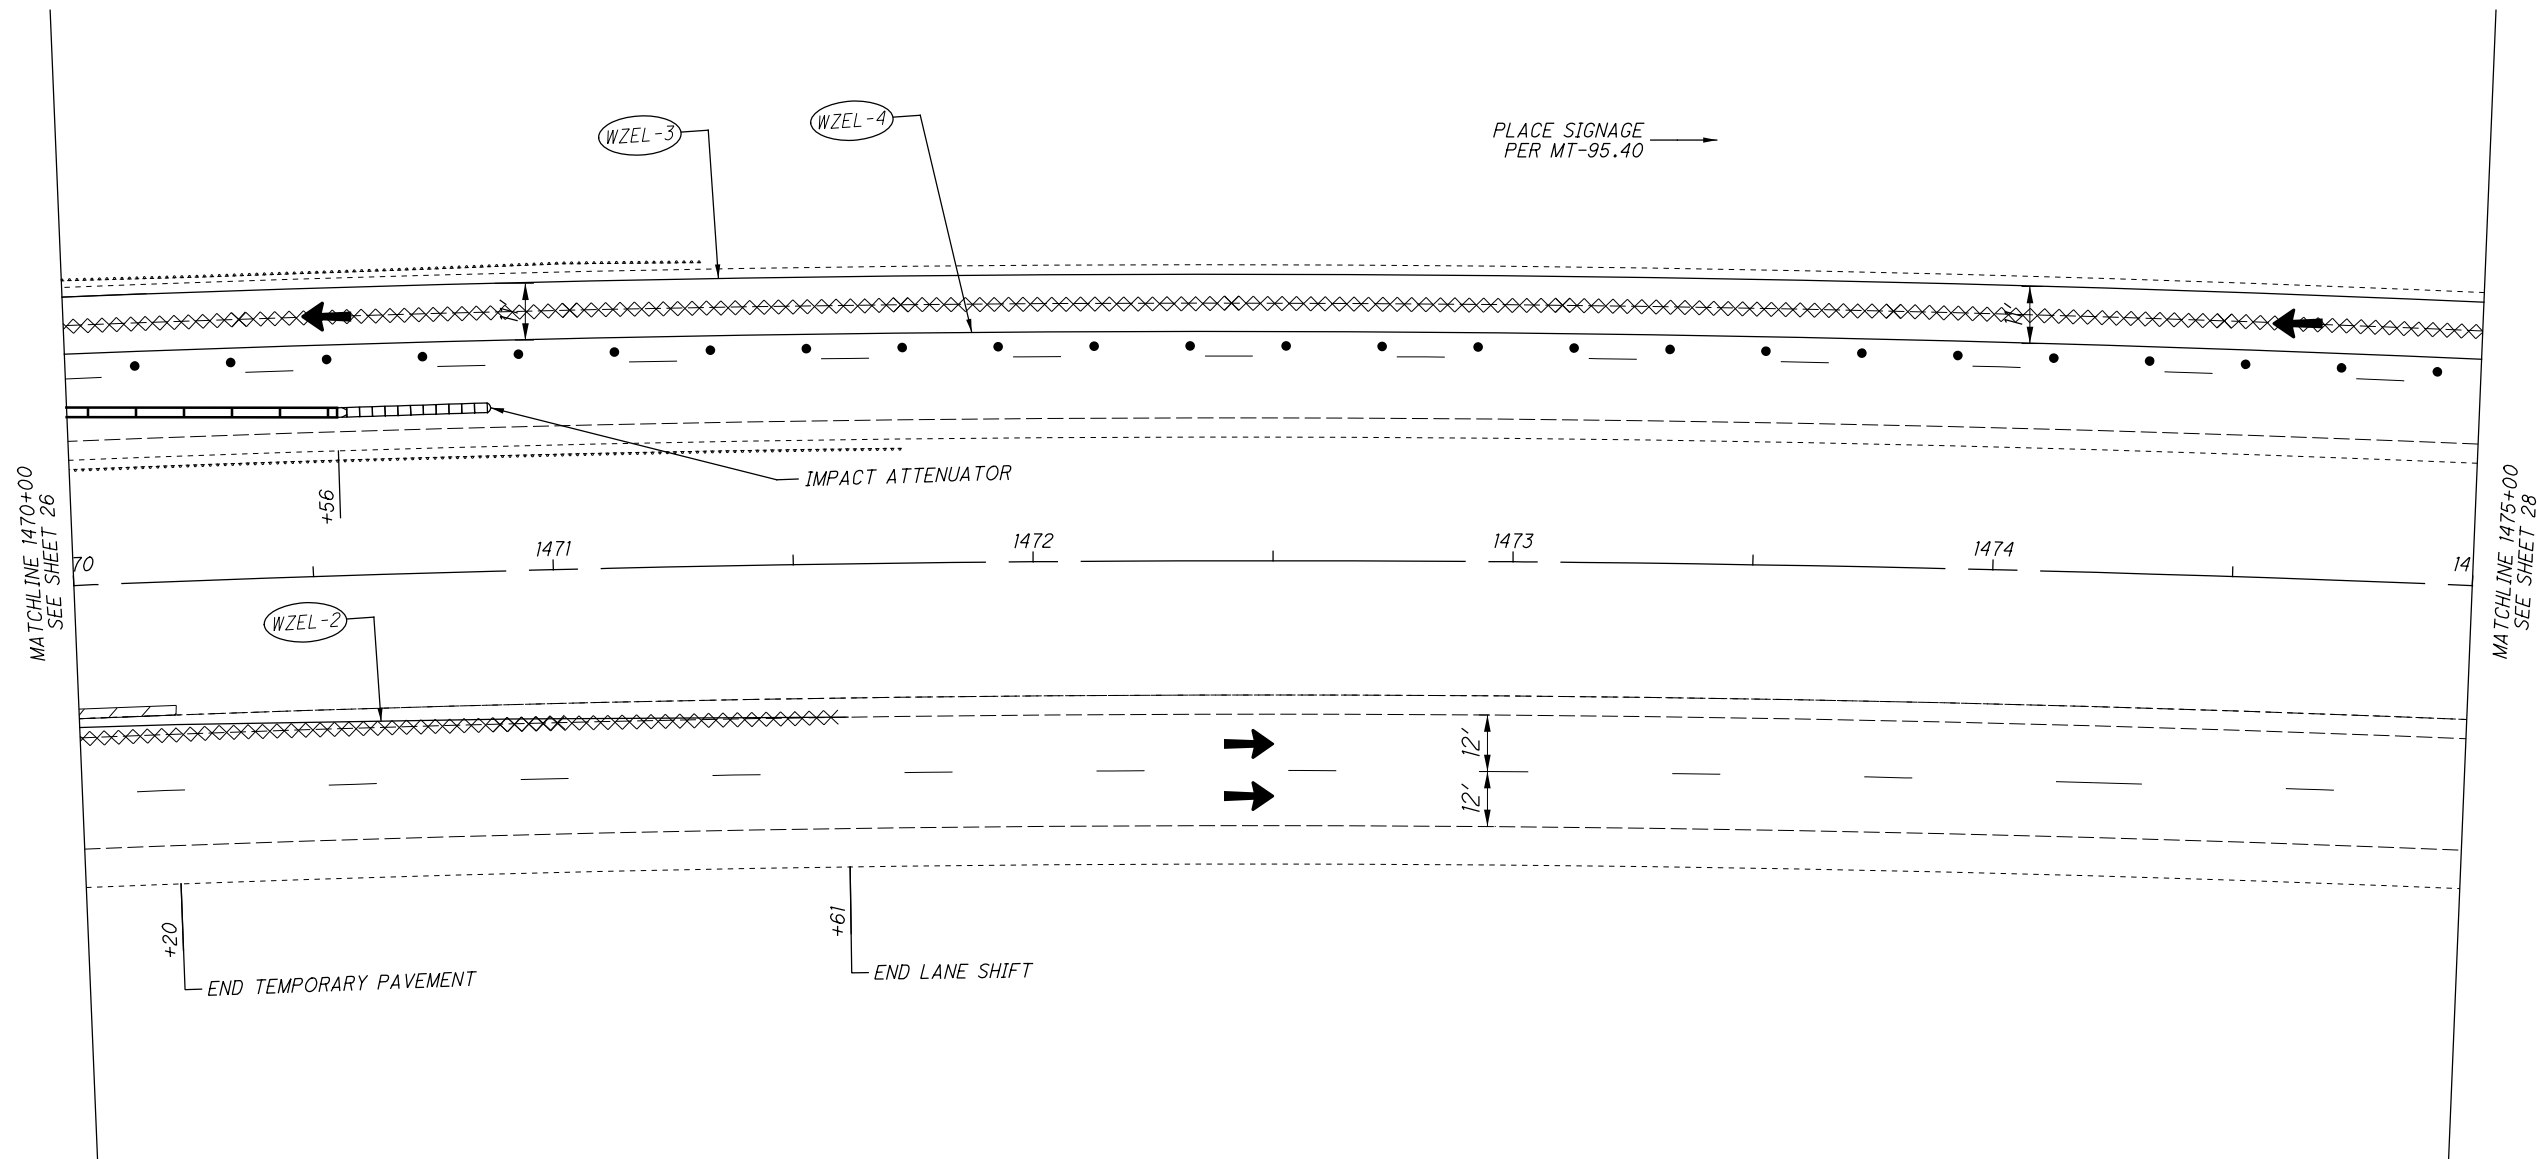 WZEL-3
WZEL-4
PLACE SIGNAGE
PER MT-95.40
IMPACT ATTENUATOR
+56
MATCHLINE 1470+00
SEE SHEET 26
70
1471
1472
1473
1474
14
MATCHLINE 1475+00
SEE SHEET 28
WZEL-2
12'
12'
+20
END TEMPORARY PAVEMENT
+61
END LANE SHIFT